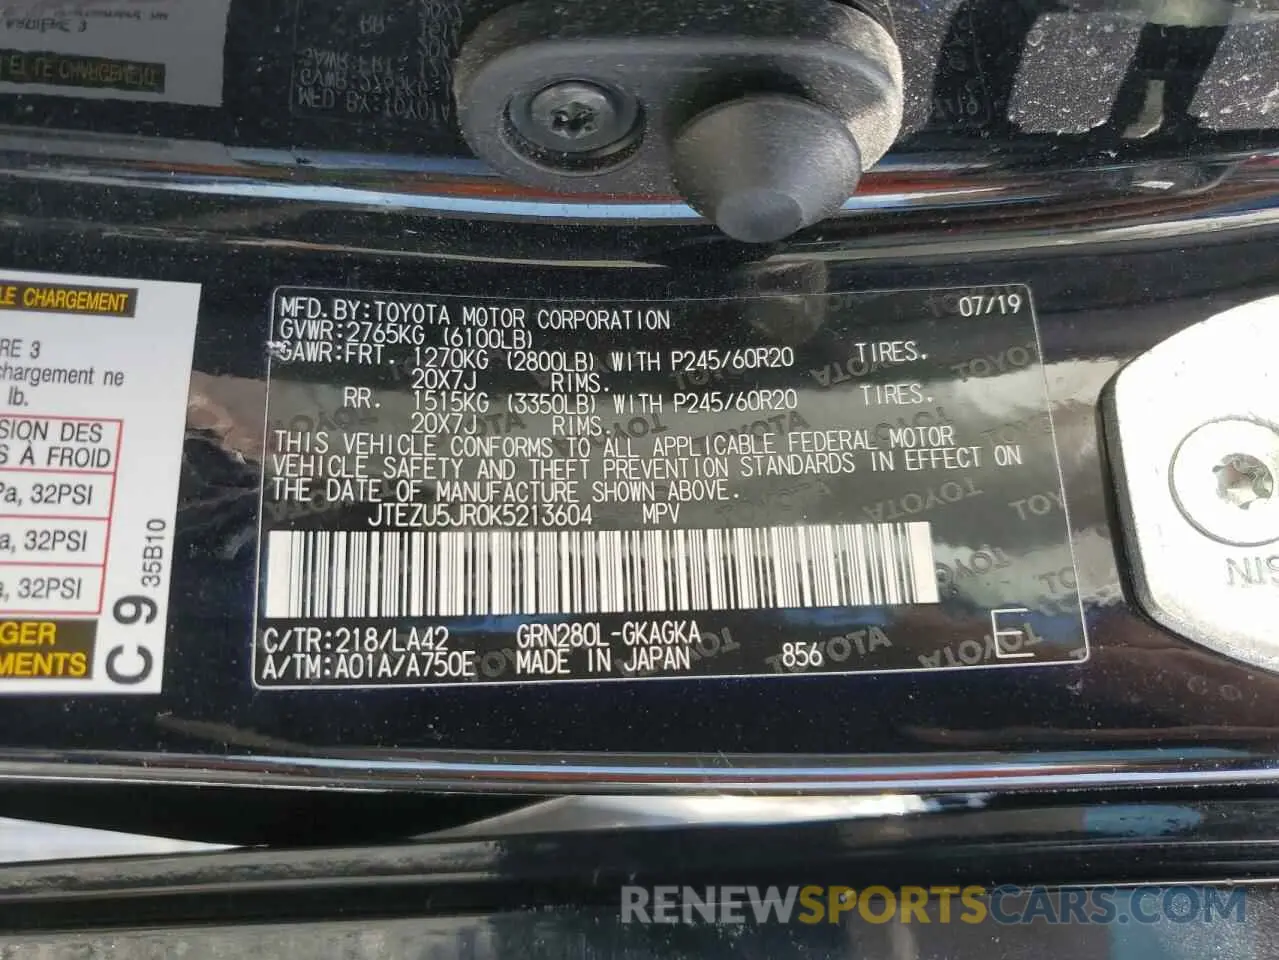 LE CHARGEMENT
RE 3
chargement ne
lb.
SION DES
S À FROID
Pa, 32PSI
a, 32PSI
a, 32PSI
GER
EMENTS
C 9
35B10
MFD.BY:TOYOTA MOTOR CORPORATION 07/19
GVWR:2765KG (6100LB)
GAWR:FRT. 1270KG (2800LB) WITH P245/60R20 TIRES.
20X7J RIMS.
RR. 1515KG (3350LB) WITH P245/60R20 TIRES.
20X7J RIMS.
THIS VEHICLE CONFORMS TO ALL APPLICABLE FEDERAL MOTOR
VEHICLE SAFETY AND THEFT PREVENTION STANDARDS IN EFFECT ON
THE DATE OF MANUFACTURE SHOWN ABOVE.
JTEZU5JR0K5213604 MPV
C/TR:218/LA42 GRN280L-GKAGKA
A/TM:A01A/A750E MADE IN JAPAN 856
RENEWSPORTSCARS.COM